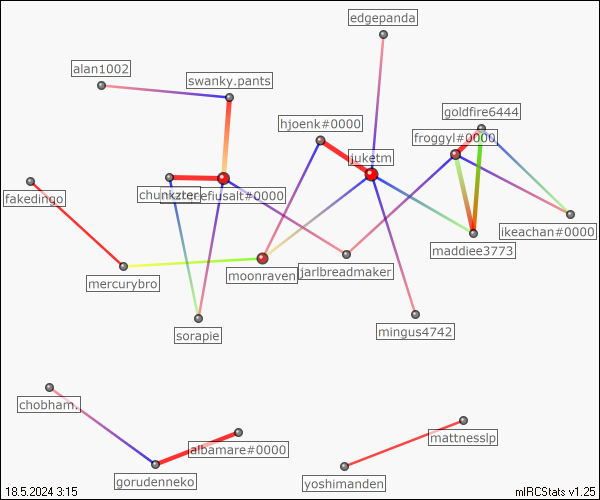 edgepanda
alan1002
swanky.pants
goldfire6444
hjoenk#0000
froggyl#0000
juketm
fakedingo
chunkzter
refiusalt#0000
ikeachan#0000
maddiee3773
moonraven
jarlbreadmaker
mercurybro
sorapie
mingus4742
chobham.
albamare#0000
mattnesslp
gorudenneko
yoshimanden
18.5.2024 3:15
mIRCStats v1.25